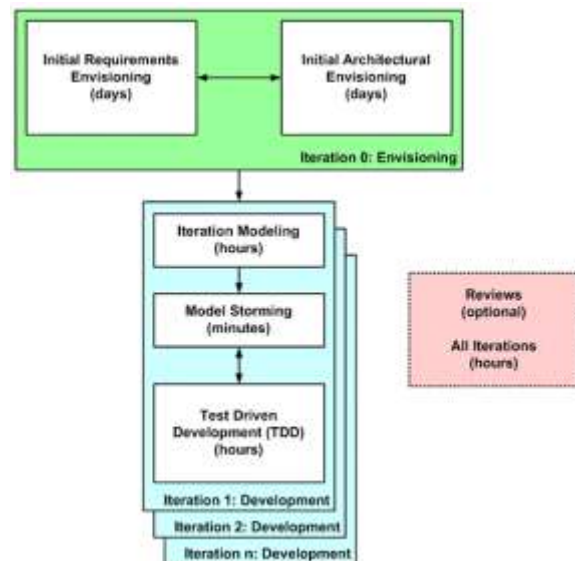 Initial Requirements
Envisioning
(days)
Initial Architectural
Envisioning
(days)
Iteration 0: Envisioning
Iteration Modeling
(hours)
Model Storming
(minutes)
Test Driven
Development (TDD)
(hours)
Iteration 1: Development
Iteration 2: Development
Iteration n: Development
Reviews
(optional)
All Iterations
(hours)